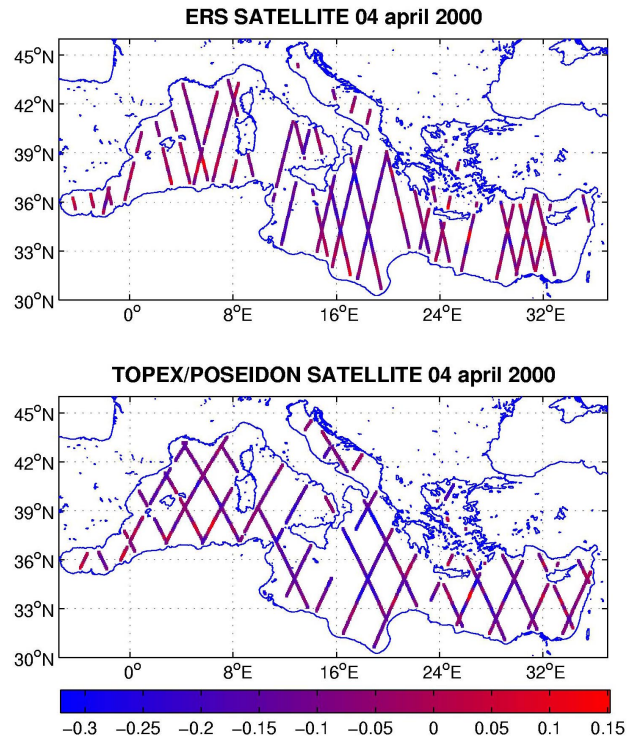 ERS SATELLITE 04 april 2000
45°N
42°N
39°N
36°N
33°N
30°N
0° 8°E 16°E 24°E 32°E
TOPEX/POSEIDON SATELLITE 04 april 2000
45°N
42°N
39°N
36°N
33°N
30°N
0° 8°E 16°E 24°E 32°E
−0.3 −0.25 −0.2 −0.15 −0.1 −0.05 0 0.05 0.1 0.15